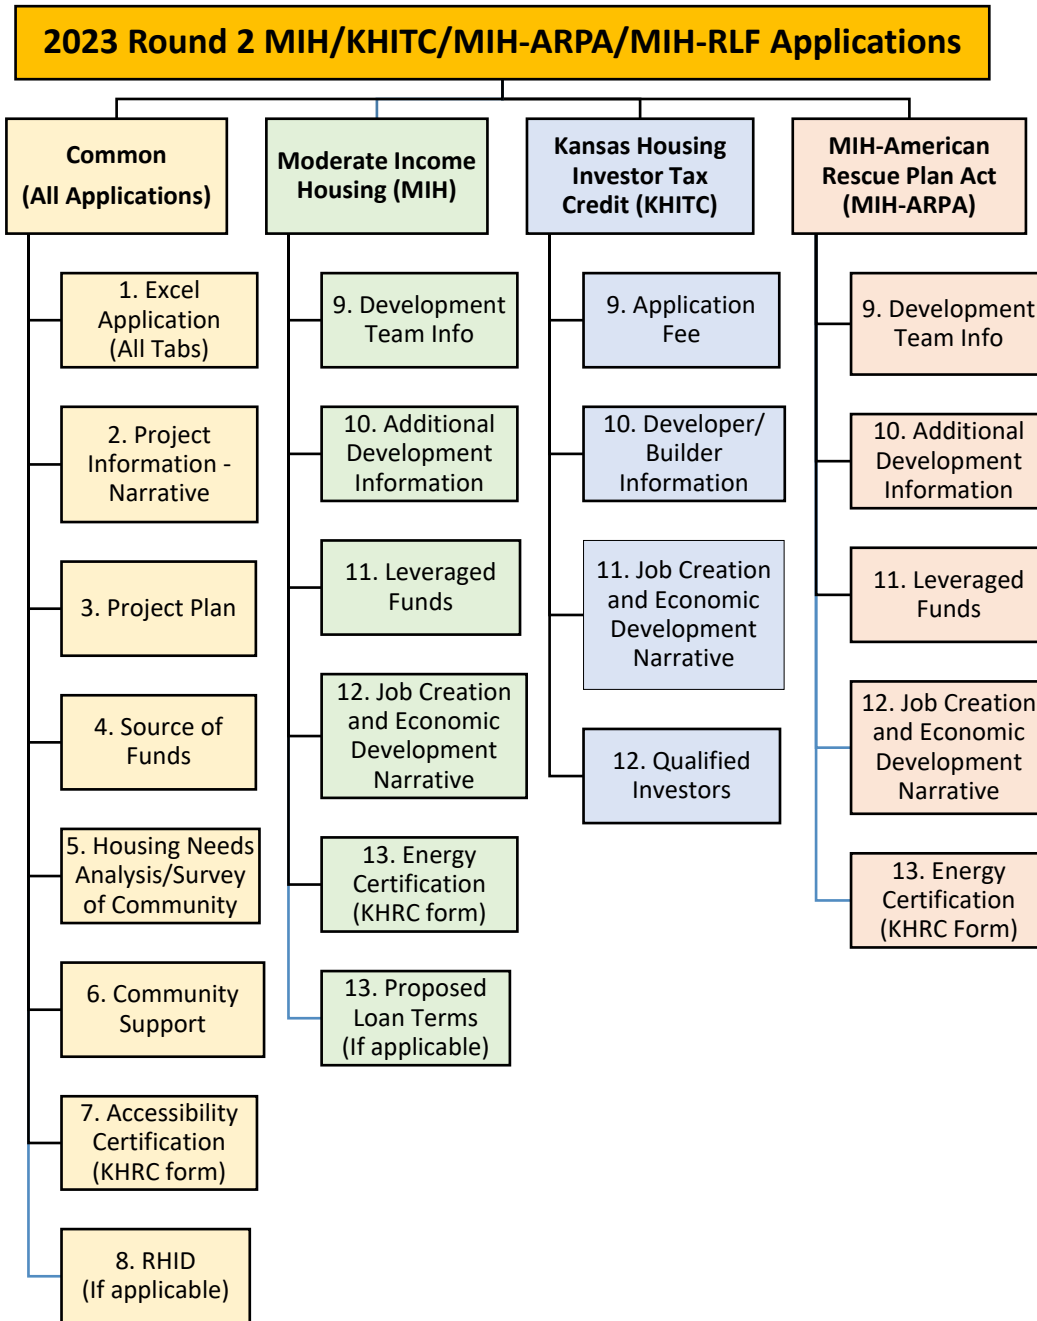 2023 Round 2 MIH/KHITC/MIH-ARPA/MIH-RLF Applications
Common
(All Applications)
1. Excel
Application
(All Tabs)
2. Project
Information -
Narrative
3. Project Plan
4. Source of
Funds
5. Housing Needs
Analysis/Survey
of Community
6. Community
Support
7. Accessibility
Certification
(KHRC form)
8. RHID
(If applicable)
Moderate Income
Housing (MIH)
9. Development
Team Info
10. Additional
Development
Information
11. Leveraged
Funds
12. Job Creation
and Economic
Development
Narrative
13. Energy
Certification
(KHRC form)
13. Proposed
Loan Terms
(If applicable)
Kansas Housing
Investor Tax
Credit (KHITC)
9. Application
Fee
10. Developer/
Builder
Information
11. Job Creation
and Economic
Development
Narrative
12. Qualified
Investors
MIH-American
Rescue Plan Act
(MIH-ARPA)
9. Development
Team Info
10. Additional
Development
Information
11. Leveraged
Funds
12. Job Creation
and Economic
Development
Narrative
13. Energy
Certification
(KHRC Form)